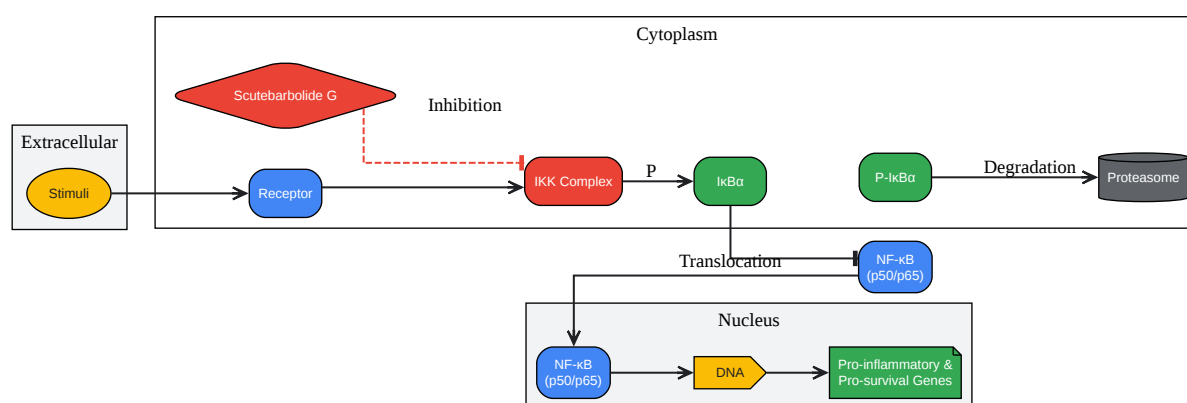 Cytoplasm
Scutebarbolide G
Inhibition
Extracellular
Stimuli
Receptor
IKK Complex
P
IκBα
P-IκBα
Degradation
Proteasome
Translocation
NF-κB
(p50/p65)
Nucleus
NF-κB
(p50/p65)
DNA
Pro-inflammatory &
Pro-survival Genes